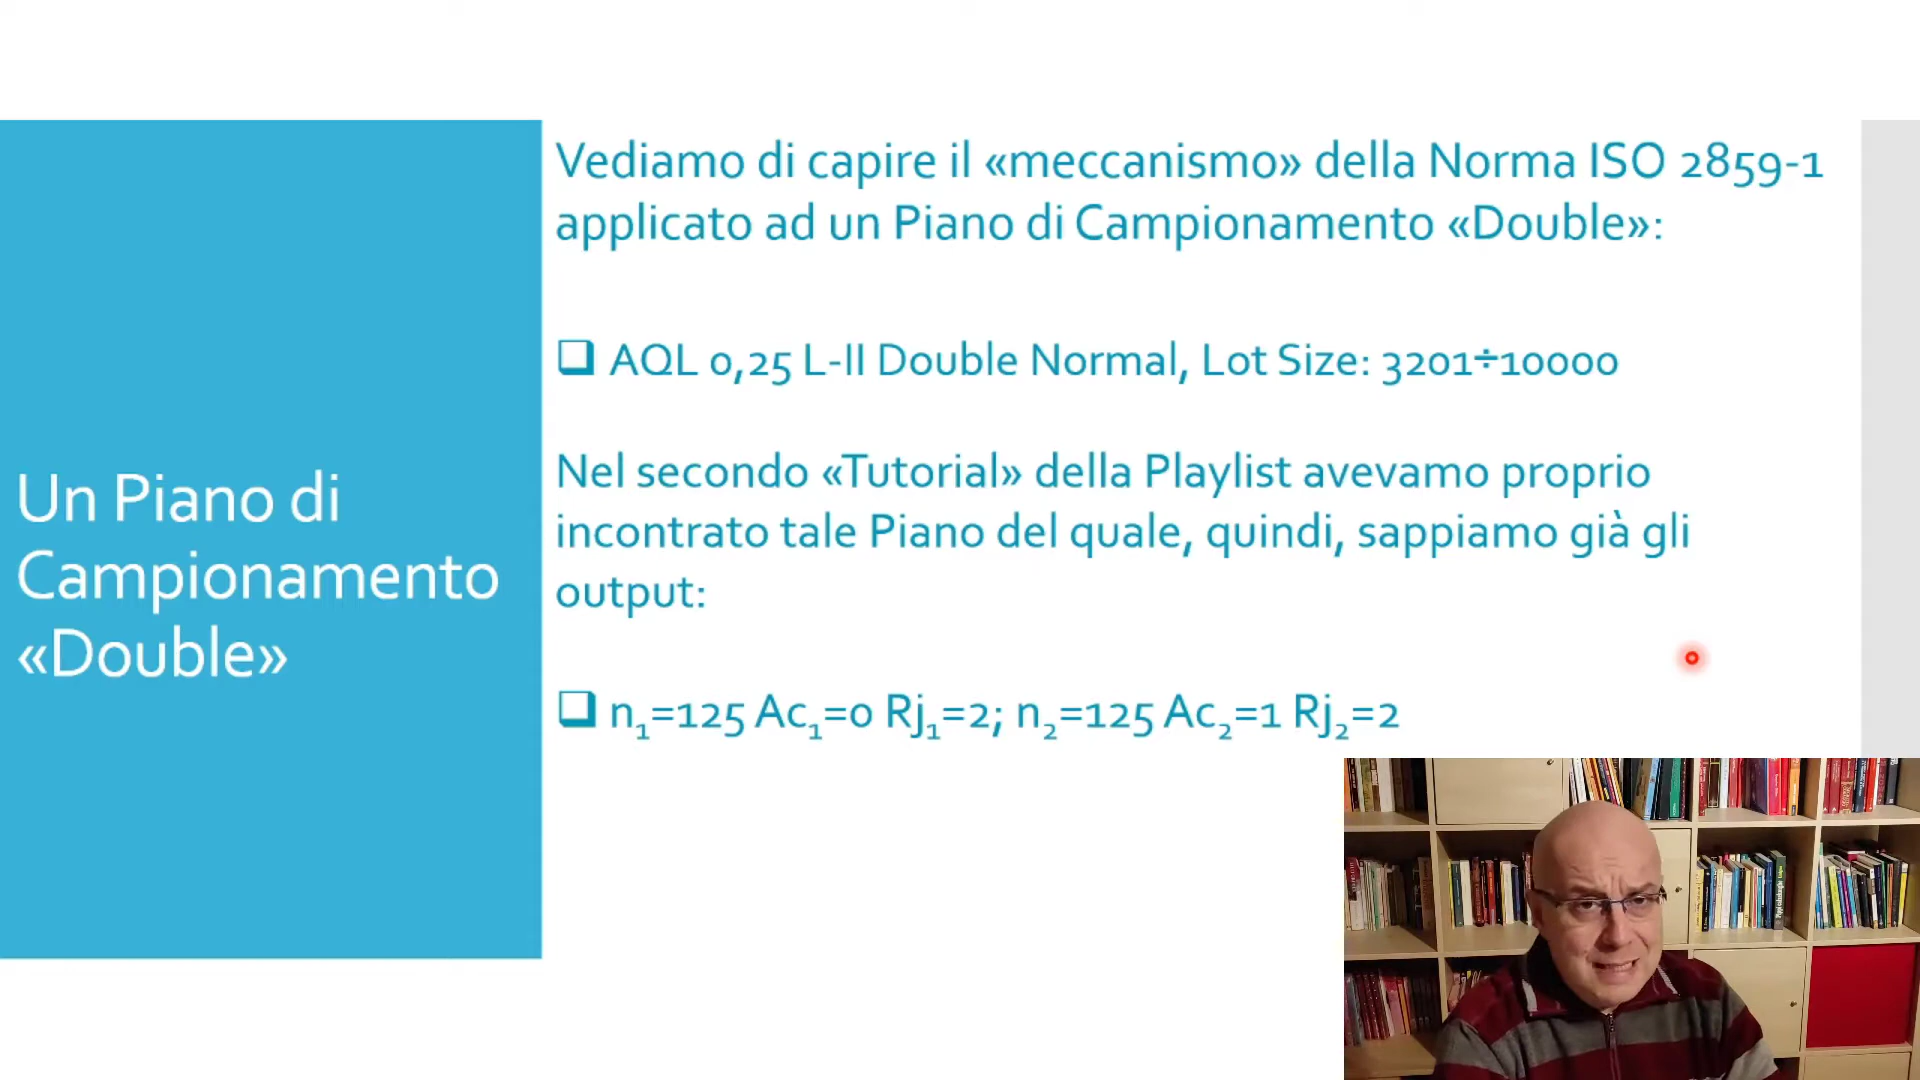 Un Piano di
Campionamento
«Double»
Vediamo di capire il «meccanismo» della Norma ISO 2859-1
applicato ad un Piano di Campionamento «Double»:
❑ AQL 0,25 L-II Double Normal, Lot Size: 3201÷10000
Nel secondo «Tutorial» della Playlist avevamo proprio
incontrato tale Piano del quale, quindi, sappiamo già gli
output:
❑ n₁=125 Ac₁=0 Rj₁=2; n₂=125 Ac₂=1 Rj₂=2